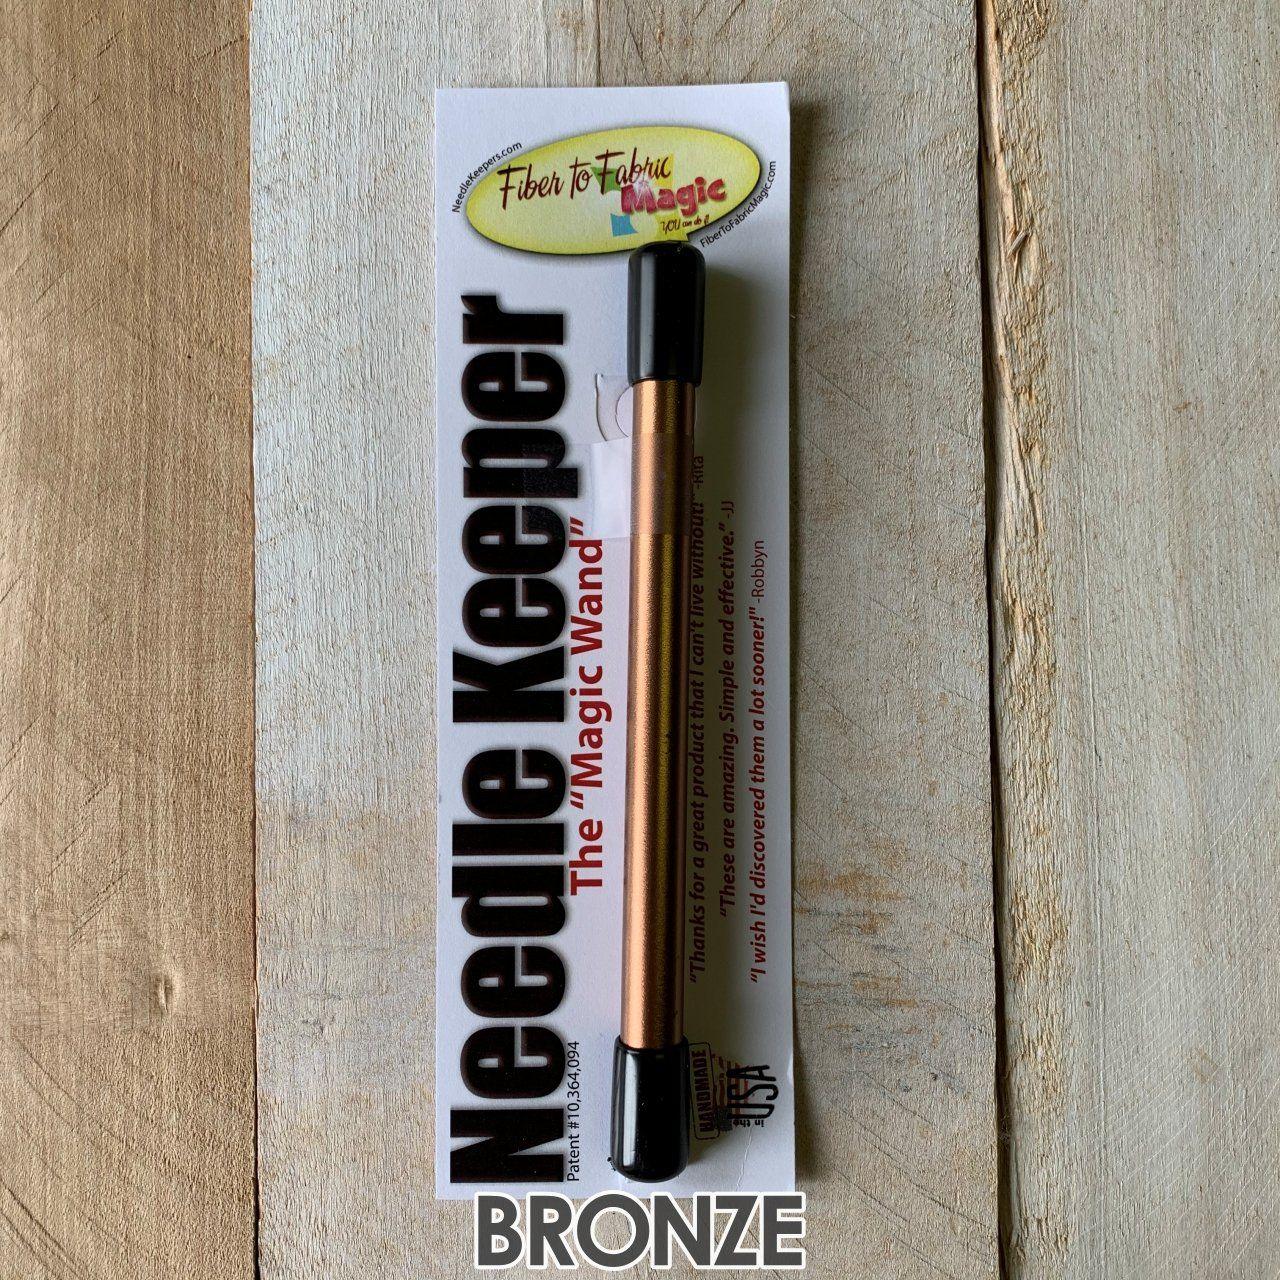 NeedleKeepers.com
Fiber To Fabric
Magic
YOU can do it
FiberToFabricMagic.com
Needle Keeper
The “Magic Wand”
Patent #10,364,094
“Thanks for a great product that I can't live without!” -Rita
“These are amazing. Simple and effective.” -JJ
“I wish I'd discovered them a lot sooner!” -Robbyn
HANDMADE
in the
USA
BRONZE